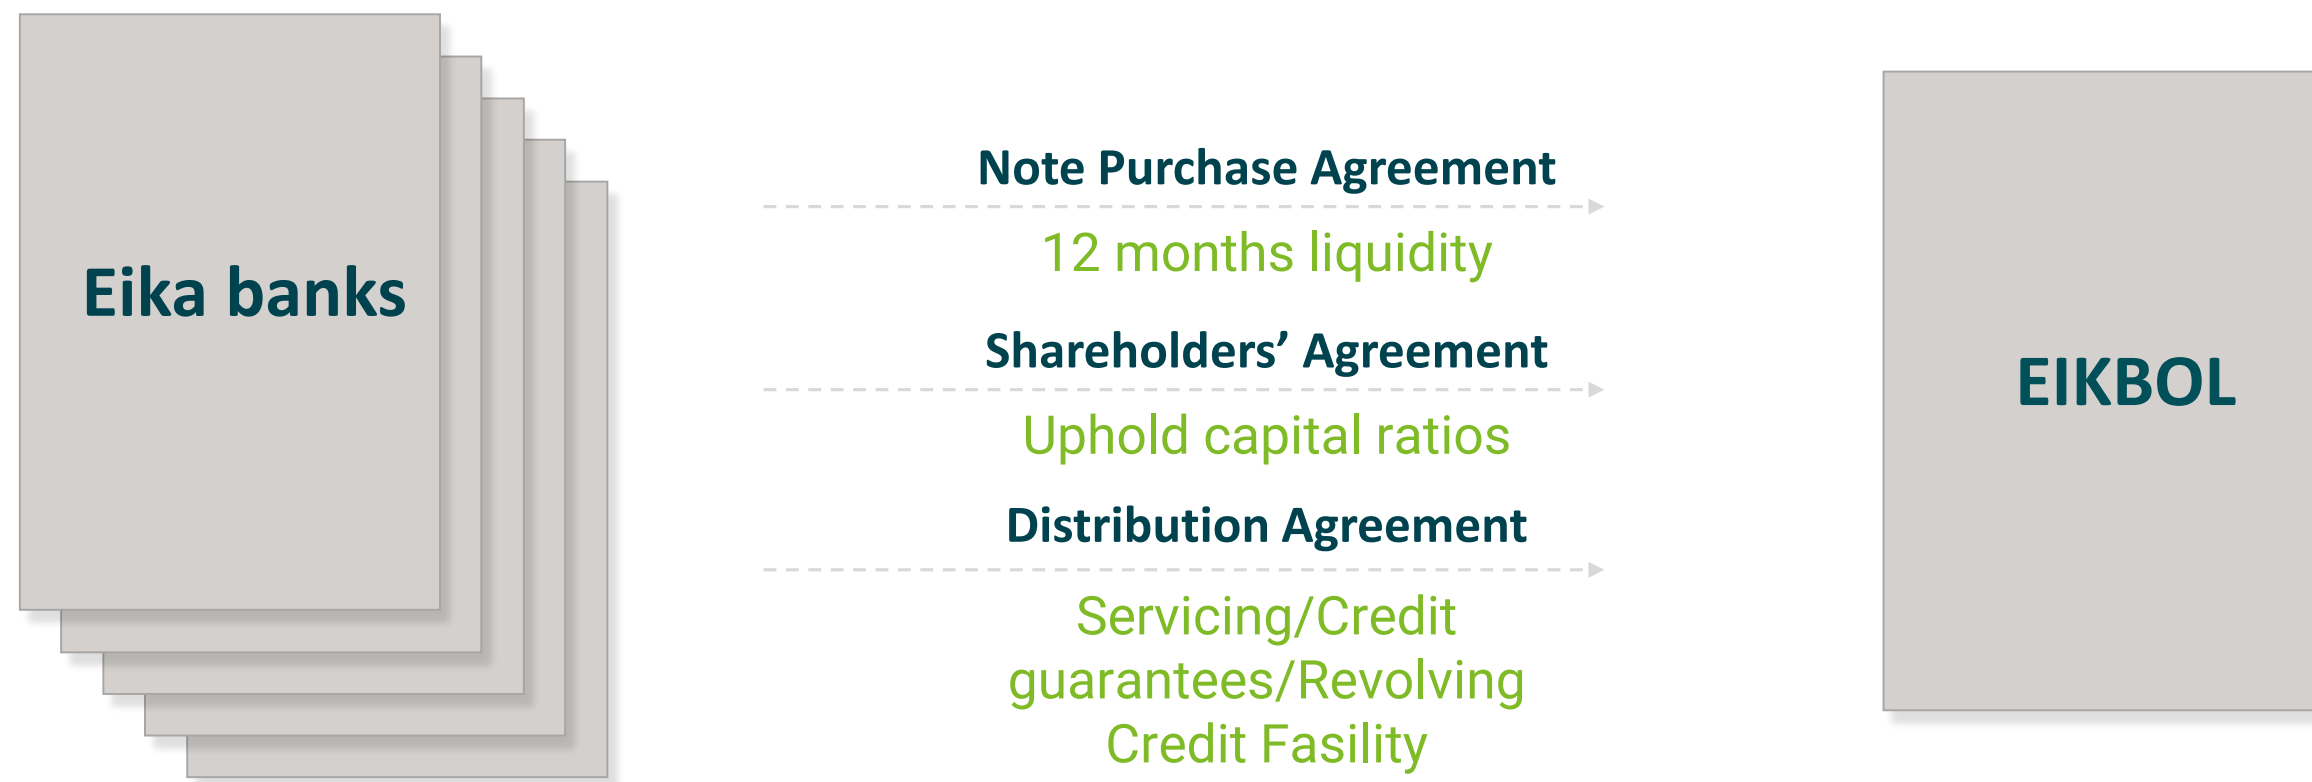 Eika banks
Note Purchase Agreement
12 months liquidity
Shareholders’ Agreement
Uphold capital ratios
Distribution Agreement
Servicing/Credit
guarantees/Revolving
Credit Fasility
EIKBOL